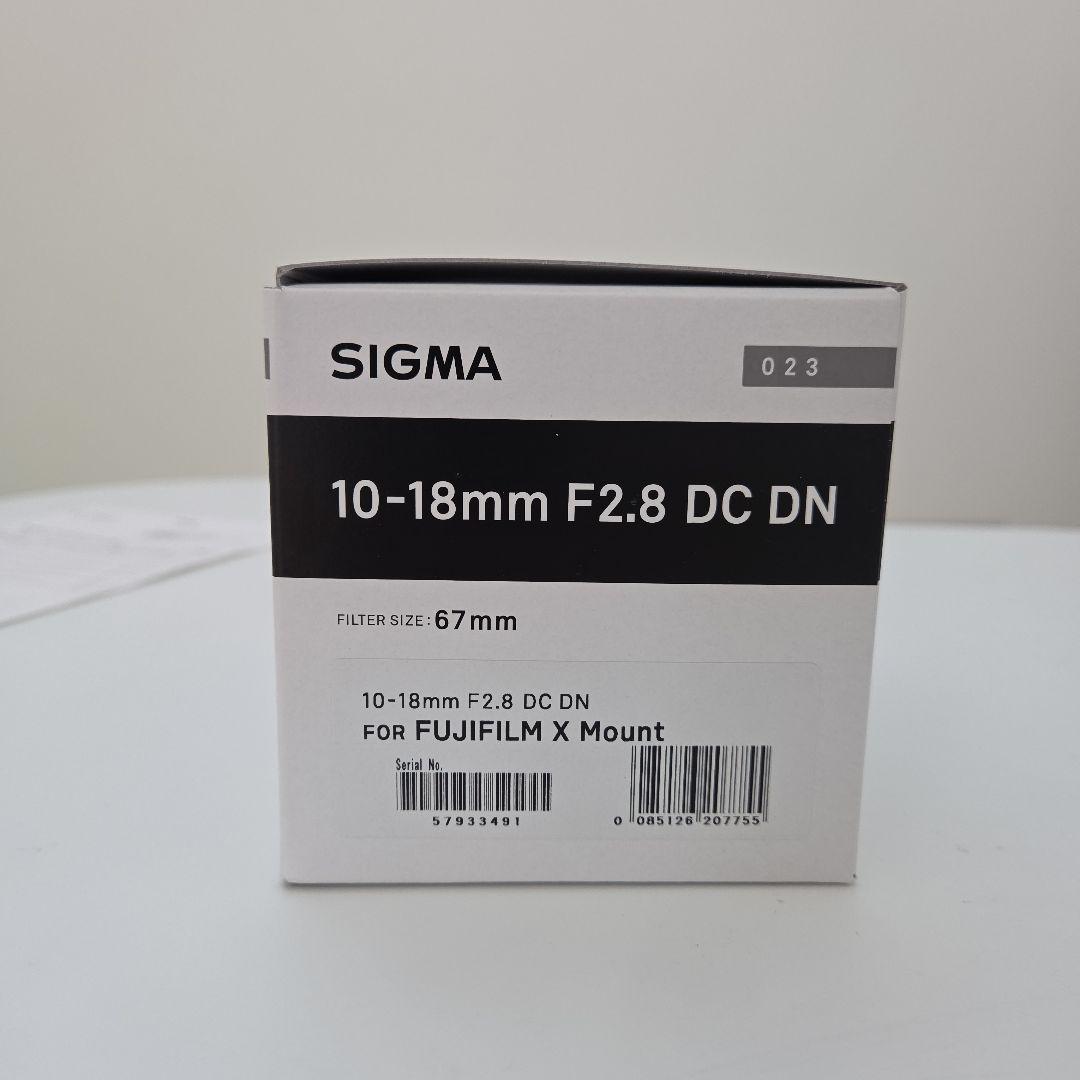 SIGMA
023
10-18mm F2.8 DC DN
FILTER SIZE: 67mm
10-18mm F2.8 DC DN
FOR FUJIFILM X Mount
Serial No.
57933491
0 085126 207755